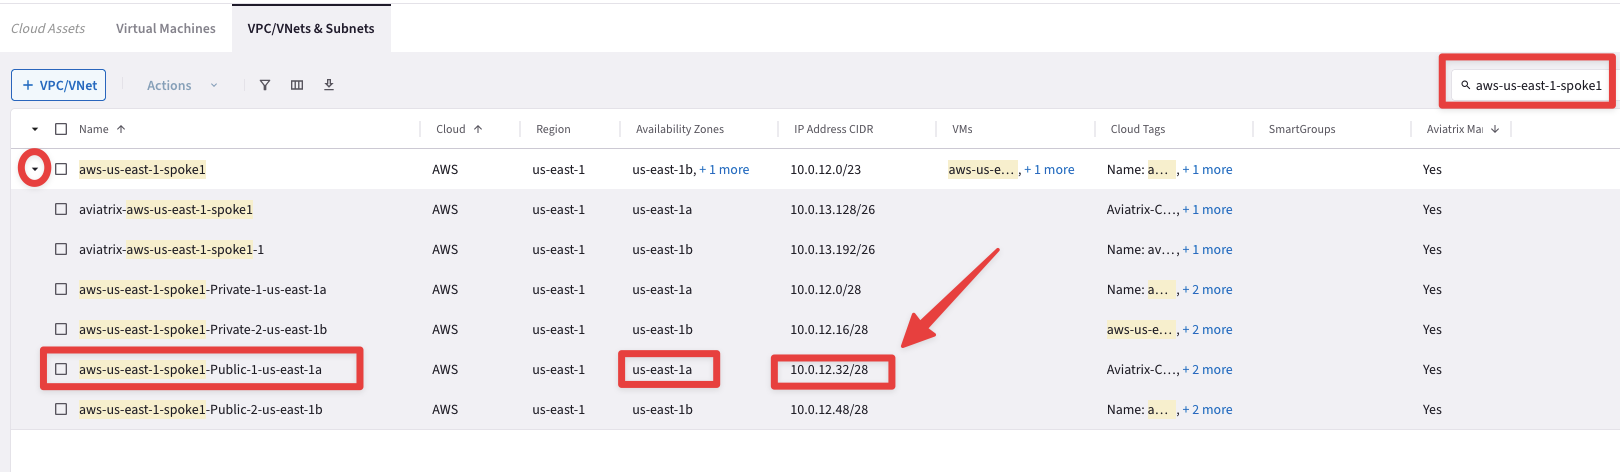 Cloud Assets Virtual Machines VPC/VNets & Subnets
+ VPC/VNet Actions aws-us-east-1-spoke1
Name Cloud Region Availability Zones IP Address CIDR VMs Cloud Tags SmartGroups Aviatrix Mai
aws-us-east-1-spoke1 AWS us-east-1 us-east-1b, + 1 more 10.0.12.0/23 aws-us-e... , + 1 more Name: a... , + 1 more Yes
aviatrix-aws-us-east-1-spoke1 AWS us-east-1 us-east-1a 10.0.13.128/26 Aviatrix-C..., + 1 more Yes
aviatrix-aws-us-east-1-spoke1-1 AWS us-east-1 us-east-1b 10.0.13.192/26 Name: av..., + 1 more Yes
aws-us-east-1-spoke1-Private-1-us-east-1a AWS us-east-1 us-east-1a 10.0.12.0/28 Name: a... , + 2 more Yes
aws-us-east-1-spoke1-Private-2-us-east-1b AWS us-east-1 us-east-1b 10.0.12.16/28 aws-us-e... , + 2 more Yes
aws-us-east-1-spoke1-Public-1-us-east-1a AWS us-east-1 us-east-1a 10.0.12.32/28 Aviatrix-C..., + 2 more Yes
aws-us-east-1-spoke1-Public-2-us-east-1b AWS us-east-1 us-east-1b 10.0.12.48/28 Name: a... , + 2 more Yes